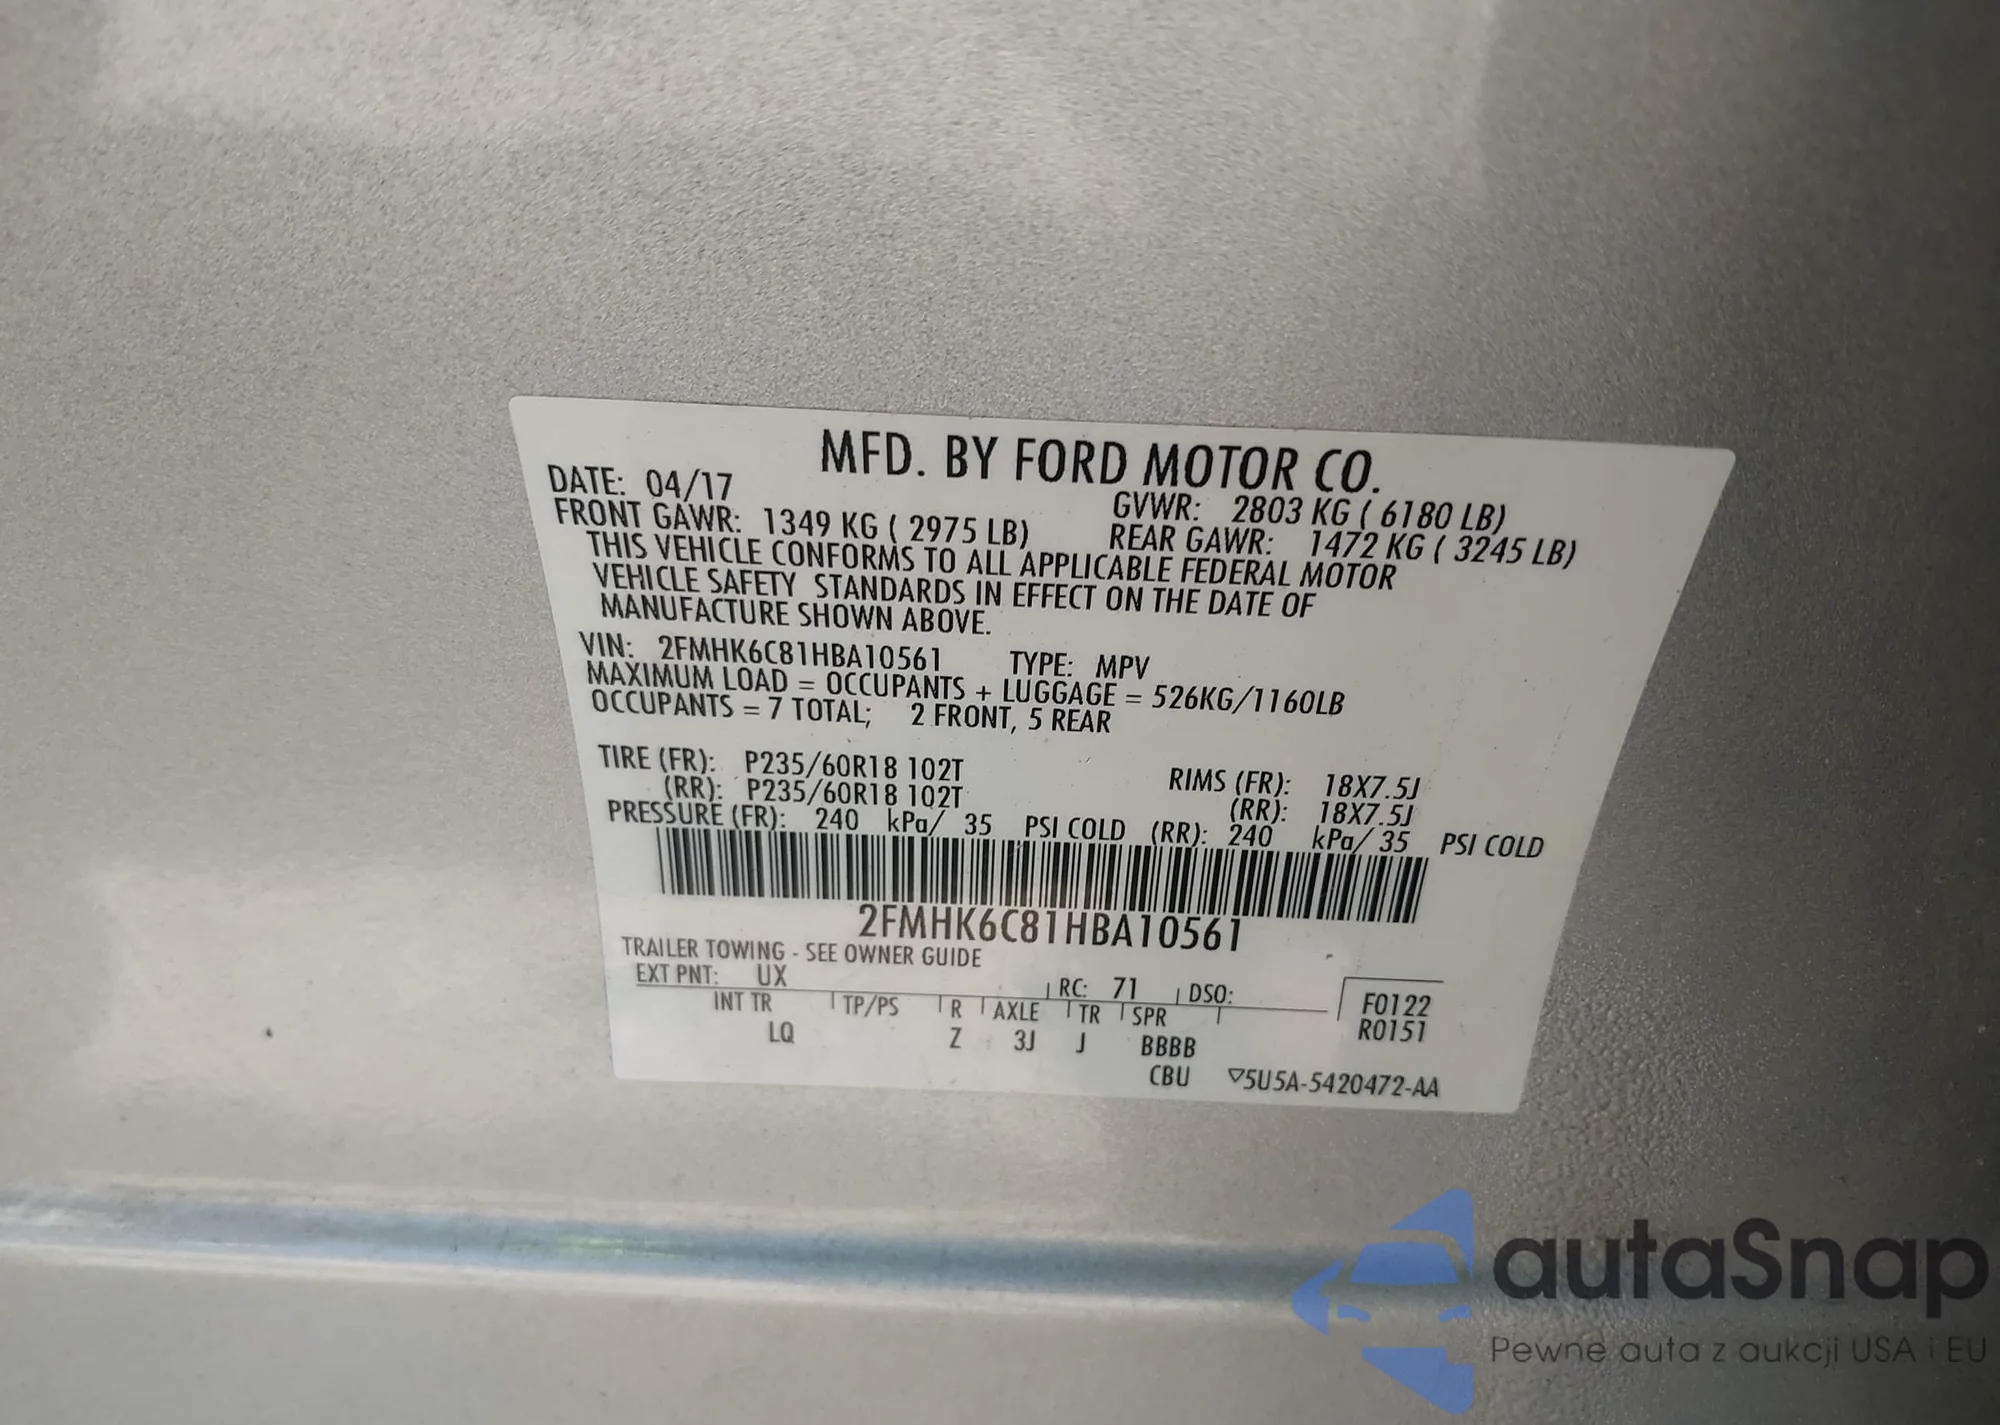 MFD. BY FORD MOTOR CO.
DATE: 04/17
GVWR: 2803 KG ( 6180 LB)
FRONT GAWR: 1349 KG ( 2975 LB)
REAR GAWR: 1472 KG ( 3245 LB)
THIS VEHICLE CONFORMS TO ALL APPLICABLE FEDERAL MOTOR
VEHICLE SAFETY STANDARDS IN EFFECT ON THE DATE OF
MANUFACTURE SHOWN ABOVE.
VIN: 2FMHK6C81HBA10561 TYPE: MPV
MAXIMUM LOAD = OCCUPANTS + LUGGAGE = 526KG/1160LB
OCCUPANTS = 7 TOTAL; 2 FRONT, 5 REAR
TIRE (FR): P235/60R18 102T RIMS (FR): 18X7.5J
(RR): P235/60R18 102T (RR): 18X7.5J
PRESSURE (FR): 240 kPa/ 35 PSI COLD (RR): 240 kPa/ 35 PSI COLD
2FMHK6C81HBA10561
TRAILER TOWING - SEE OWNER GUIDE
EXT PNT: UX RC: 71 DSO:
INT TR TP/PS R AXLE TR SPR F0122
LQ Z 3J J BBBB R0151
CBU ▽5U5A-5420472-AA
autaSnap
Pewne auta z aukcji USA i EU